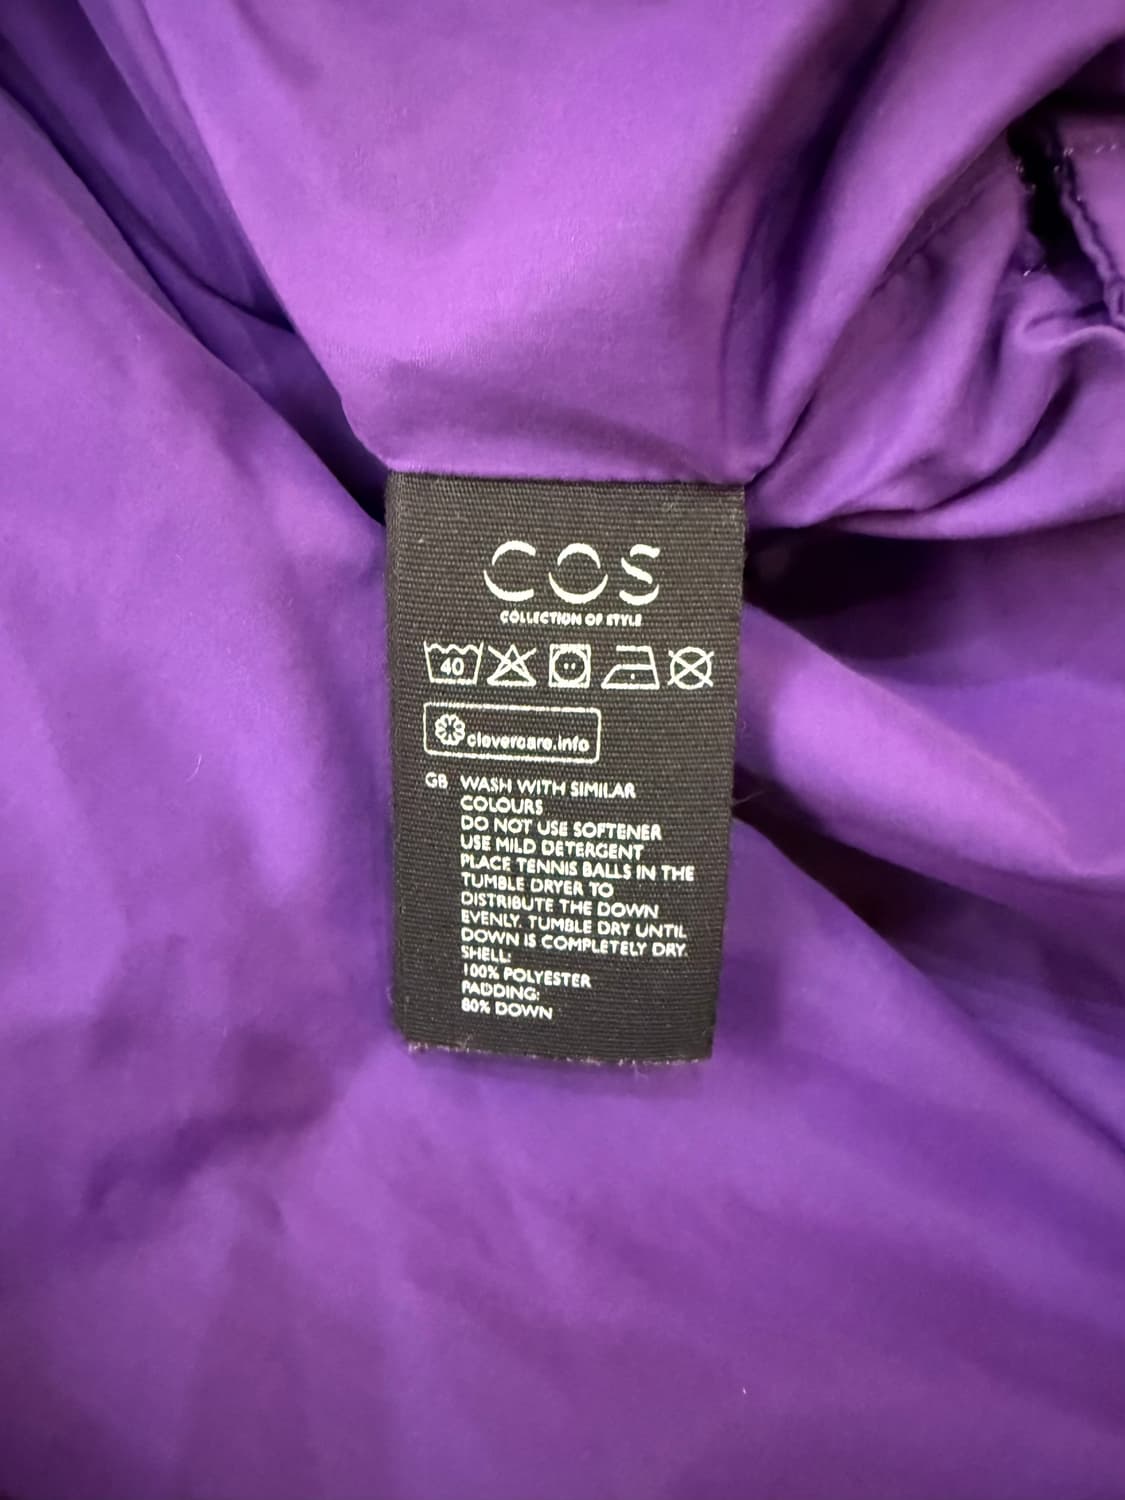 COS
COLLECTION OF STYLE
40
clevercare.info
GB WASH WITH SIMILAR
COLOURS
DO NOT USE SOFTENER
USE MILD DETERGENT
PLACE TENNIS BALLS IN THE
TUMBLE DRYER TO
DISTRIBUTE THE DOWN
EVENLY. TUMBLE DRY UNTIL
DOWN IS COMPLETELY DRY.
SHELL:
100% POLYESTER
PADDING:
80% DOWN